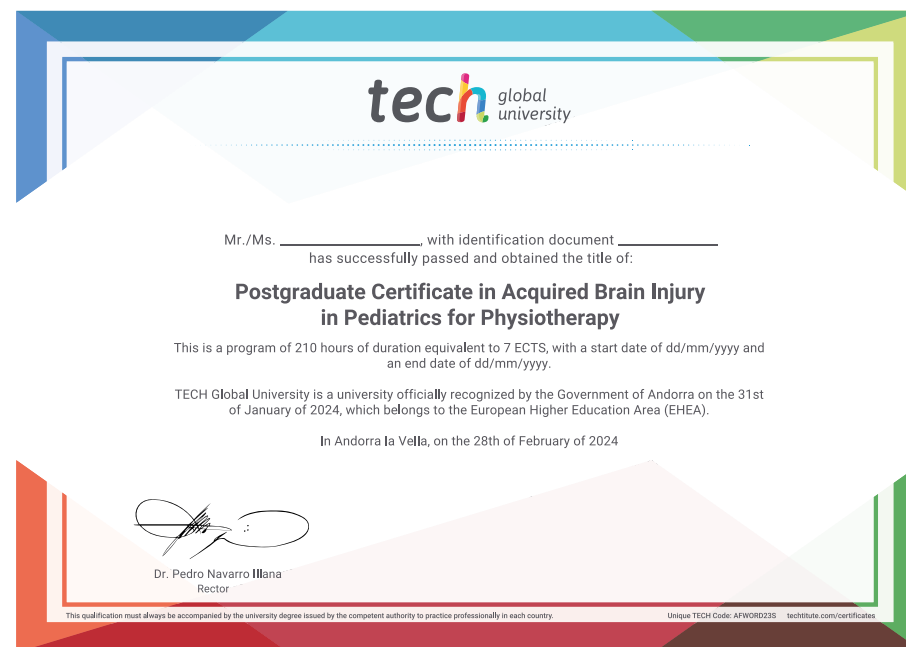 tech global university
Mr./Ms. ____________, with identification document ____________
has successfully passed and obtained the title of:
Postgraduate Certificate in Acquired Brain Injury
in Pediatrics for Physiotherapy
This is a program of 210 hours of duration equivalent to 7 ECTS, with a start date of dd/mm/yyyy and
an end date of dd/mm/yyyy.
TECH Global University is a university officially recognized by the Government of Andorra on the 31st
of January of 2024, which belongs to the European Higher Education Area (EHEA).
In Andorra la Vella, on the 28th of February of 2024
Dr. Pedro Navarro Illana
Rector
This qualification must always be accompanied by the university degree issued by the competent authority to practice professionally in each country.
Unique TECH Code: AFWORD23S techtitute.com/certificates